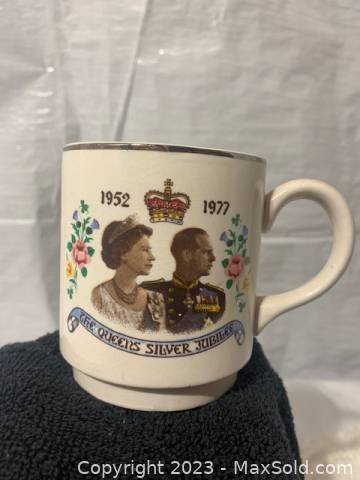 1952 1977
THE QUEENS SILVER JUBILEE
Copyright © 2023 - MaxSold.com